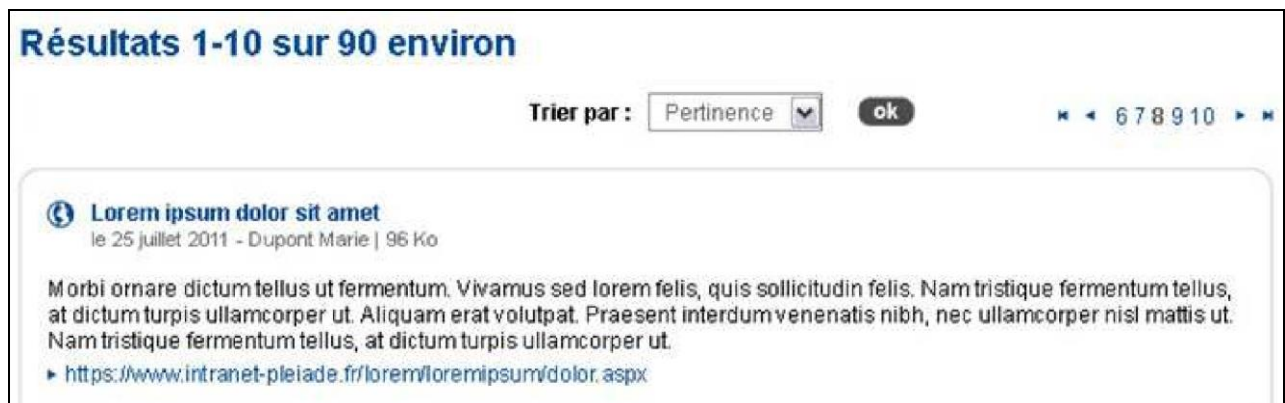 Résultats 1-10 sur 90 environ
Trier par : Pertinence ok 6 7 8 9 10
Lorem ipsum dolor sit amet
le 25 juillet 2011 - Dupont Marie | 96 Ko
Morbi ornare dictum tellus ut fermentum. Vivamus sed lorem felis, quis sollicitudin felis. Nam tristique fermentum tellus,
at dictum turpis ullamcorper ut. Aliquam erat volutpat. Praesent interdum venenatis nibh, nec ullamcorper nisl mattis ut.
Nam tristique fermentum tellus, at dictum turpis ullamcorper ut.
https://www.intranet-pleiade.fr/lorem/loremipsum/dolor.aspx